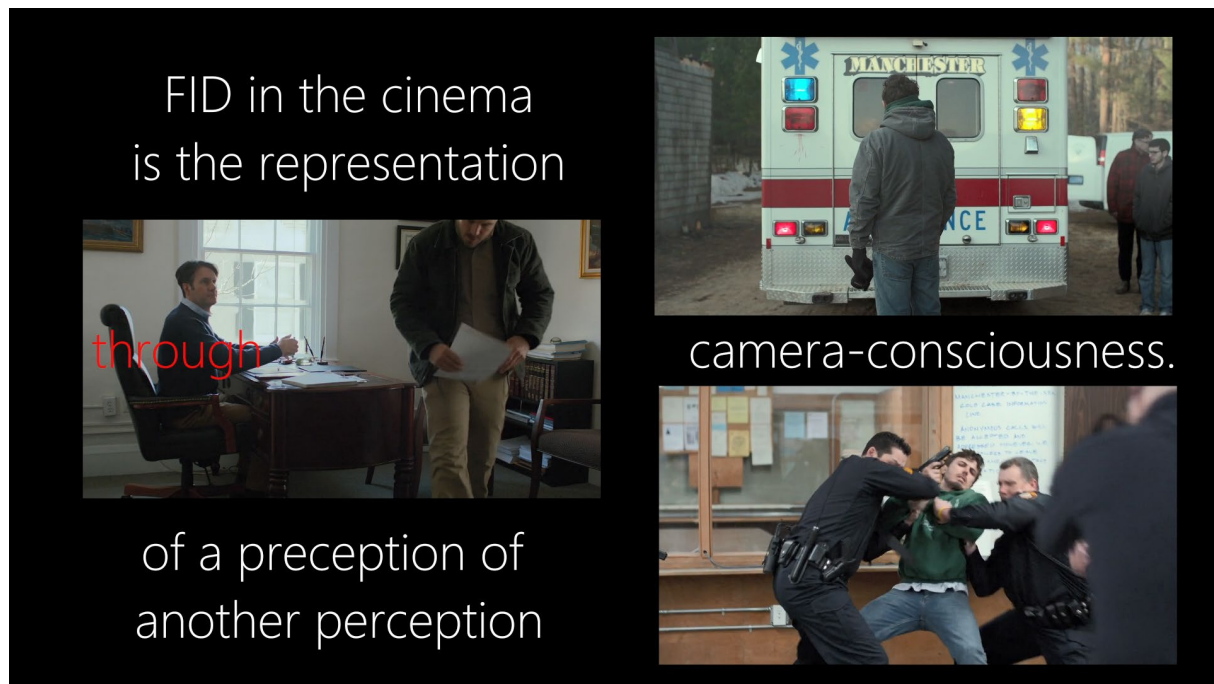 FID in the cinema
is the representation
through
of a preception of
another perception
MANCHESTER
camera-consciousness.